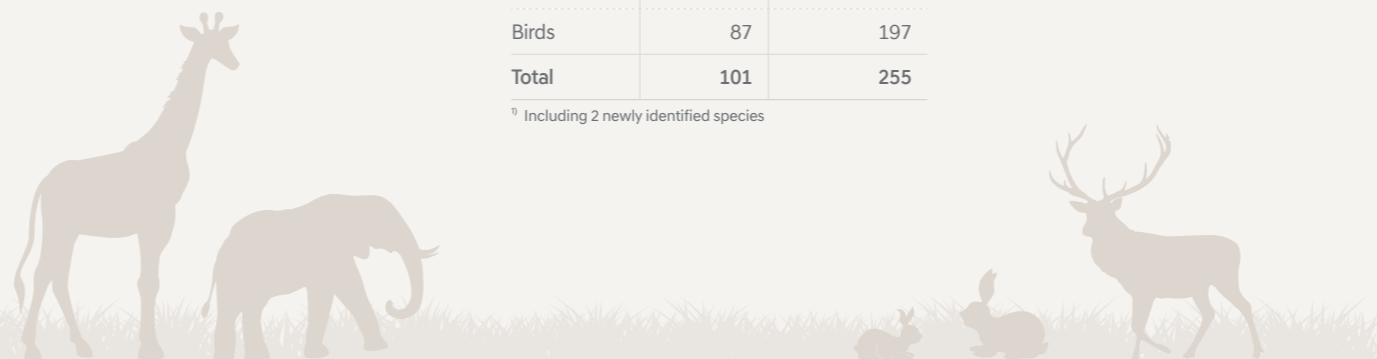 Birds 87 197
Total 101 255
1) Including 2 newly identified species